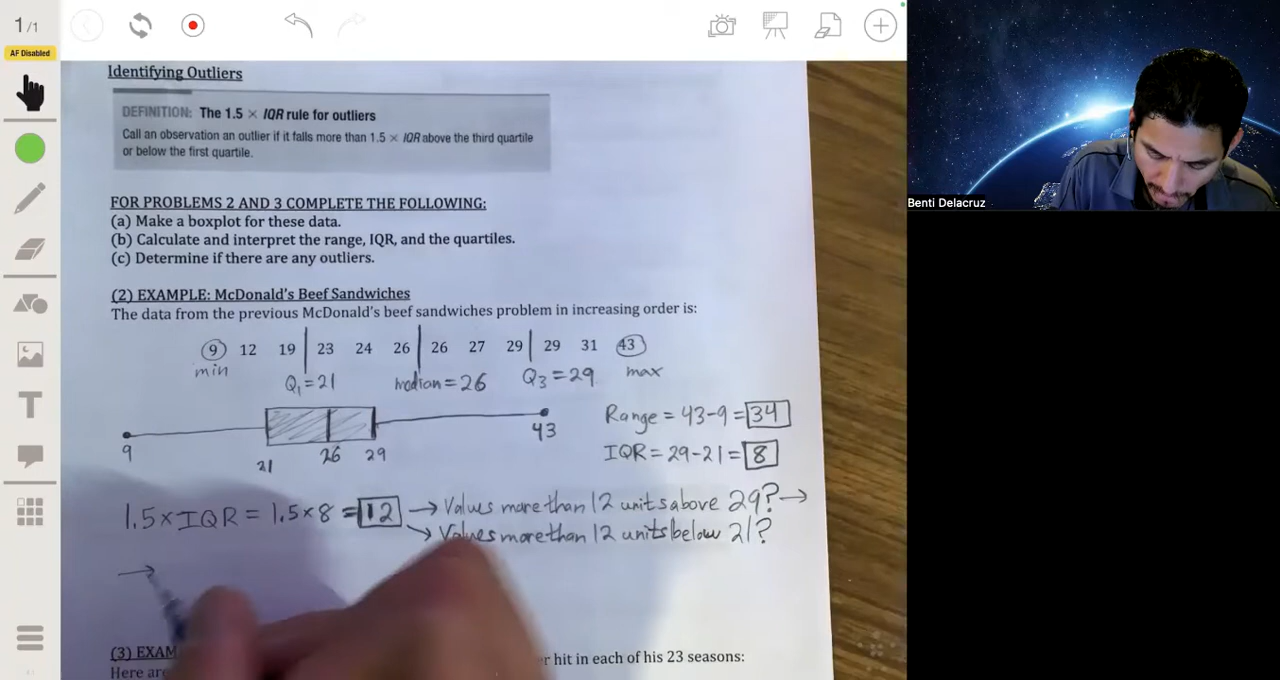 1/1
AF Disabled
Identifying Outliers
DEFINITION: The 1.5 × IQR rule for outliers
Call an observation an outlier if it falls more than 1.5 × IQR above the third quartile
or below the first quartile.
FOR PROBLEMS 2 AND 3 COMPLETE THE FOLLOWING:
(a) Make a boxplot for these data.
(b) Calculate and interpret the range, IQR, and the quartiles.
(c) Determine if there are any outliers.
(2) EXAMPLE: McDonald's Beef Sandwiches
The data from the previous McDonald's beef sandwiches problem in increasing order is:
9 12 19 23 24 26 26 27 29 29 31 43
min Q₁=21 median=26 Q₃=29 max
Range = 43-9=34
9 21 26 29 43
IQR = 29-21=8
1.5×IQR = 1.5×8 = 12 → Values more than 12 units above 29? →
→ Values more than 12 units below 21?
→
(3) EXAM
r hit in each of his 23 seasons:
Here are
Benti Delacruz
T